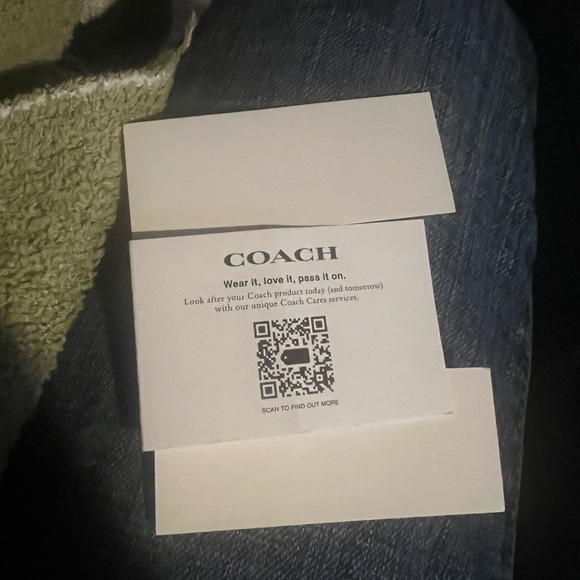 COACH
Wear it, love it, pass it on.
Look after your Coach product today (and tomorrow)
with our unique Coach Cares services.
SCAN TO FIND OUT MORE